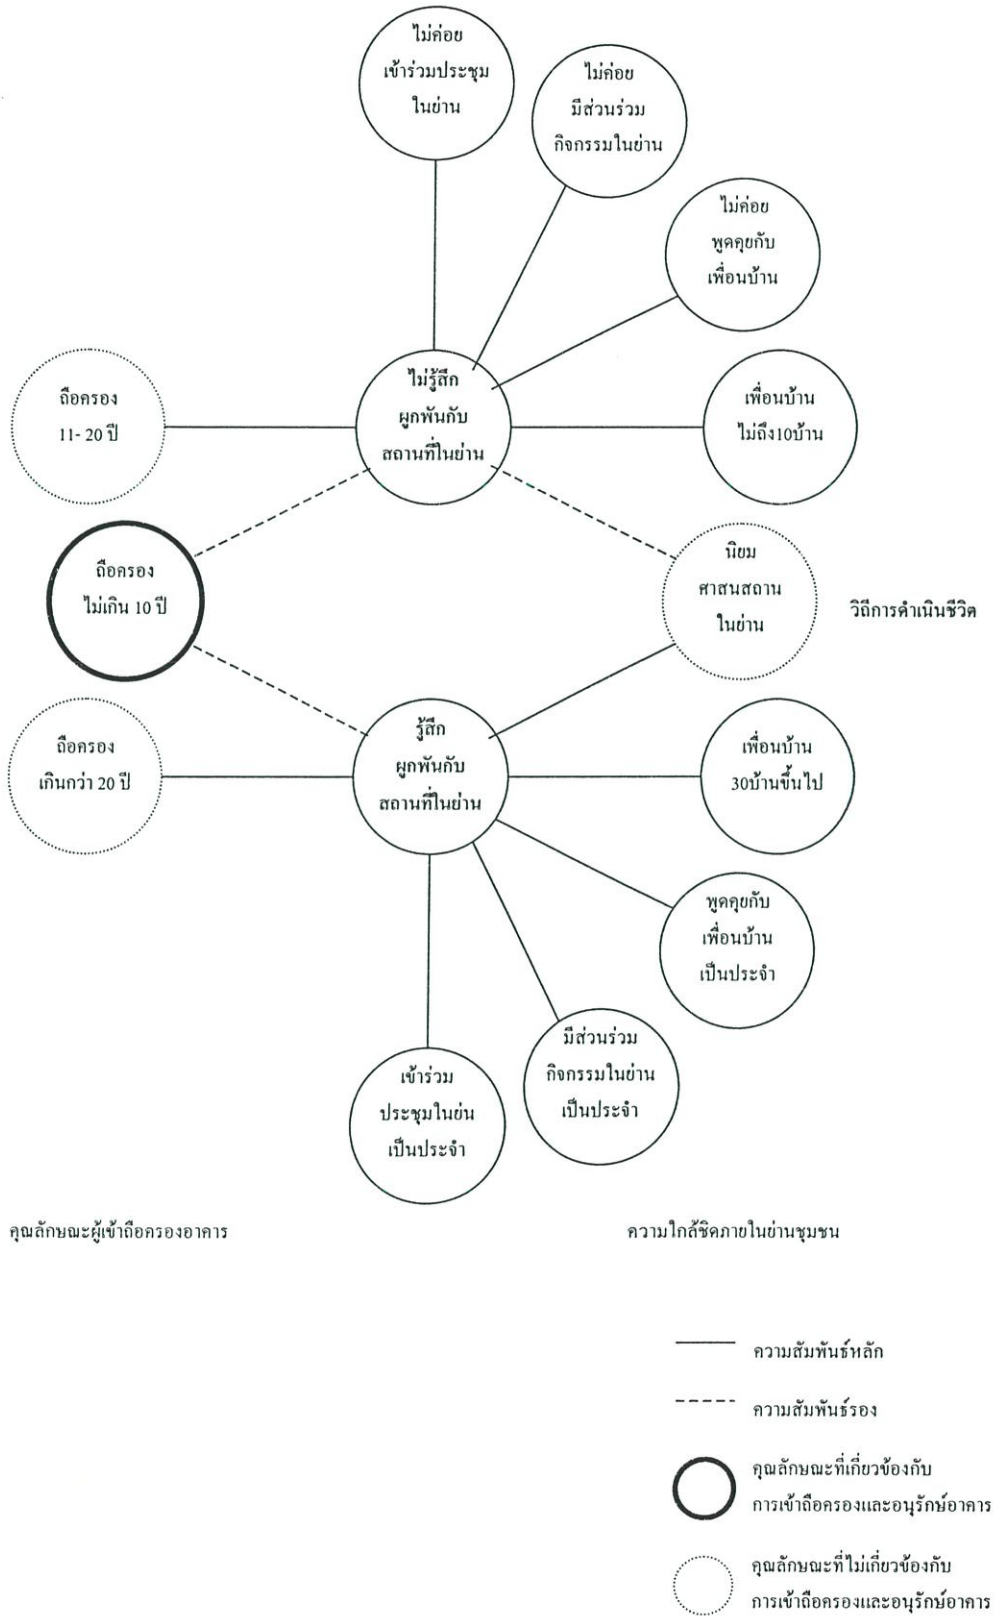 ไม่ค่อย
เข้าร่วมประชุม
ในย่าน
ไม่ค่อย
มีส่วนร่วม
กิจกรรมในย่าน
ไม่ค่อย
พูดคุยกับ
เพื่อนบ้าน
ถือครอง
11- 20 ปี
ไม่รู้สึก
ผูกพันกับ
สถานที่ในย่าน
เพื่อนบ้าน
ไม่ถึง10บ้าน
ถือครอง
ไม่เกิน 10 ปี
นิยม
ศาสนสถาน
ในย่าน
วิถีการดำเนินชีวิต
ถือครอง
เกินกว่า 20 ปี
รู้สึก
ผูกพันกับ
สถานที่ในย่าน
เพื่อนบ้าน
30บ้านขึ้นไป
พูดคุยกับ
เพื่อนบ้าน
เป็นประจำ
มีส่วนร่วม
กิจกรรมในย่าน
เป็นประจำ
เข้าร่วม
ประชุมในย่น
เป็นประจำ
คุณลักษณะผู้เข้าถือครองอาคาร
ความใกล้ชิดภายในย่านชุมชน
ความสัมพันธ์หลัก
ความสัมพันธ์รอง
คุณลักษณะที่เกี่ยวข้องกับ
การเข้าถือครองและอนุรักษ์อาคาร
คุณลักษณะที่ไม่เกี่ยวข้องกับ
การเข้าถือครองและอนุรักษ์อาคาร